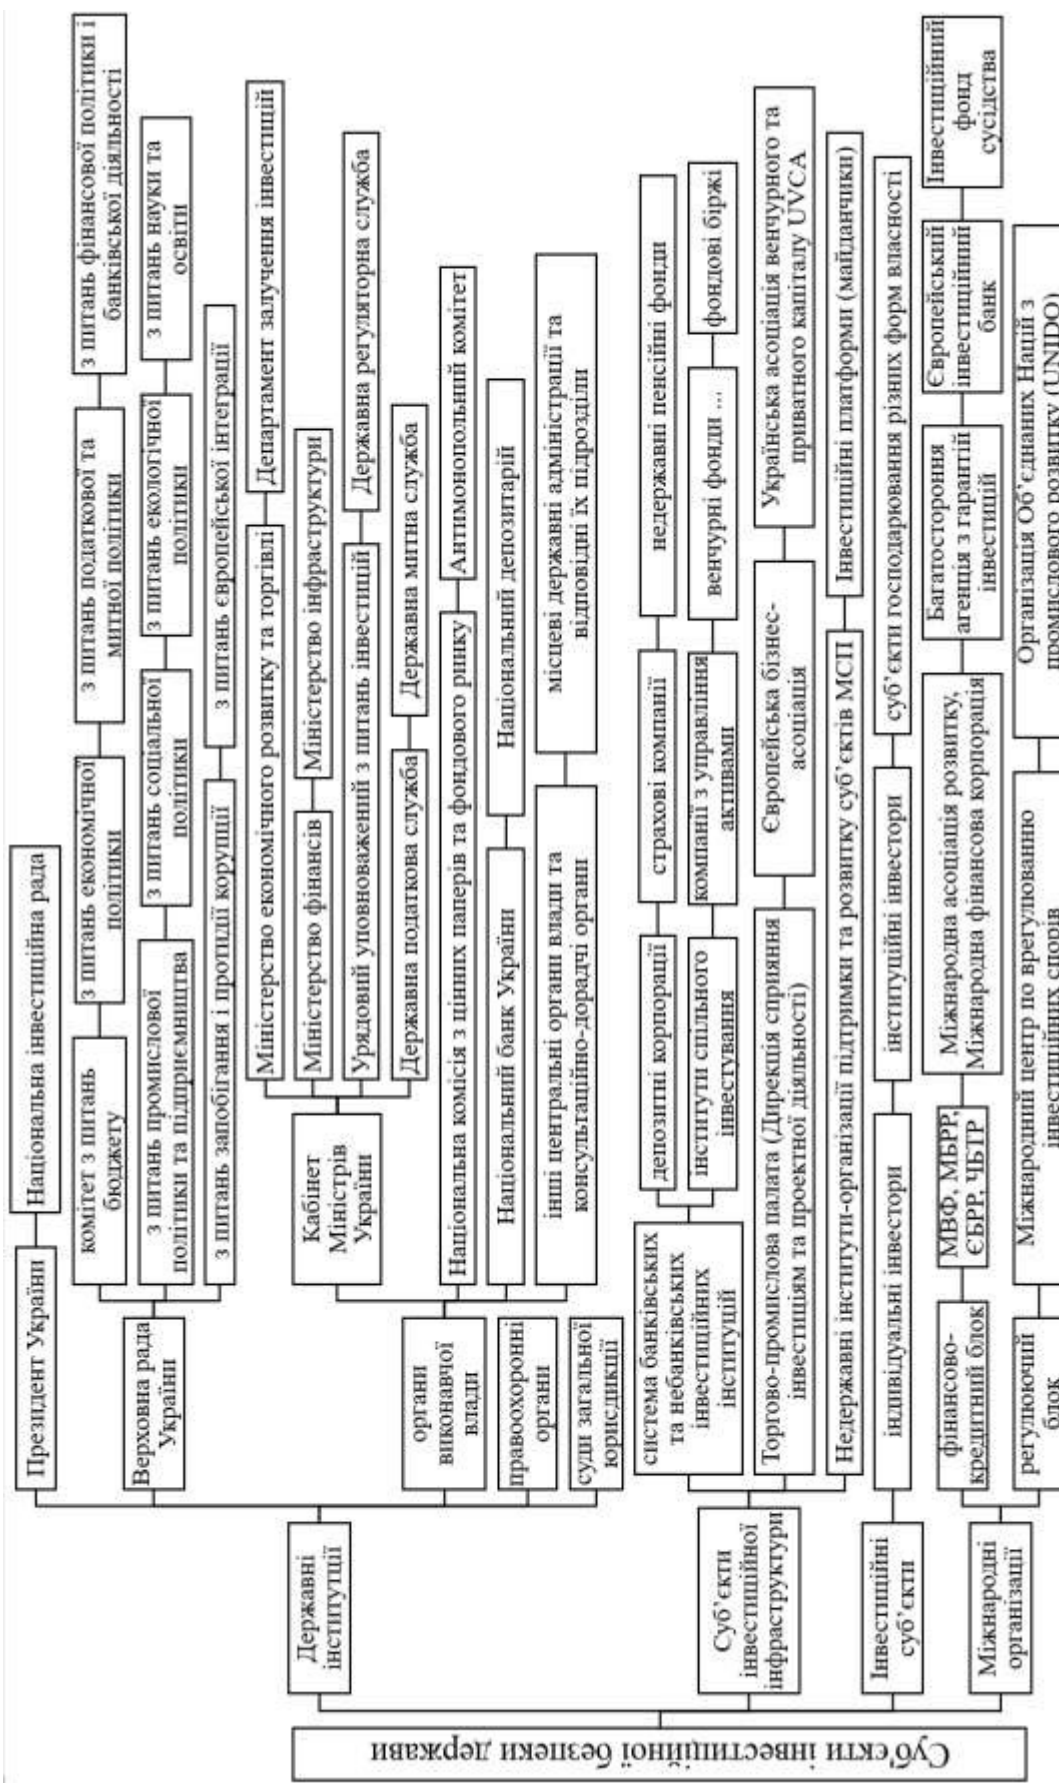 Суб'єкти інвестиційної безпеки держави
Державні
інститутції
Президент України
Національна інвестиційна рада
Верховна рада
України
комітет з питань
бюджету
з питань економічної
політики
з питань податкової та
митної політики
з питань фінансової політики і
банківської діяльності
з питань промислової
політики та підприємництва
з питань соціальної
політики
з питань екологічної
політики
з питань науки та
освіти
з питань запобігання і протидії корупції
з питань європейської інтеграції
органи
виконавчої
влади
Кабінет
Міністрів
України
Міністерство економічного розвитку та торгівлі
Департамент залучення інвестицій
Міністерство фінансів
Міністерство інфраструктури
Урядовий уповноважений з питань інвестицій
Державна регуляторна служба
Державна податкова служба
Державна митна служба
Національна комісія з цінних паперів та фондового ринку
Антимонопольний комітет
Національний банк України
Національний депозитарій
інші центральні органи влади та
консультаційно-дорадчі органи
місцеві державні адміністрації та
відповідні їх підрозділи
правоохоронні
органи
суди загальної
юрисдикції
Суб'єкти
інвестиційної
інфраструктури
система банківських
та небанківських
інвестиційних
інституцій
депозитні корпорації
страхові компанії
недержавні пенсійні фонди
інститути спільного
інвестування
компанії з управління
активами
венчурні фонди ...
фондові біржі
Торгово-промислова палата (Дирекція сприяння
інвестиціям та проектної діяльності)
Європейська бізнес-
асоціація
Українська асоціація венчурного та
приватного капіталу UVCA
Недержавні інститути-організації підтримки та розвитку суб'єктів МСП
Інвестиційні платформи (майданчики)
Інвестиційні
суб'єкти
індивідуальні інвестори
інституційні інвестори
суб'єкти господарювання різних форм власності
Міжнародні
організації
фінансово-
кредитний блок
МВФ, МБРР,
ЄБРР, ЧБТР
Міжнародна асоціація розвитку,
Міжнародна фінансова корпорація
Багатостороння
агенція з гарантій
інвестицій
Європейський
інвестиційний
банк
Інвестиційний
фонд
сусідства
регулюючий
блок
Міжнародний центр по врегулюванню
інвестиційних спорів
Організація Об'єднаних Націй з
промислового розвитку (UNIDO)